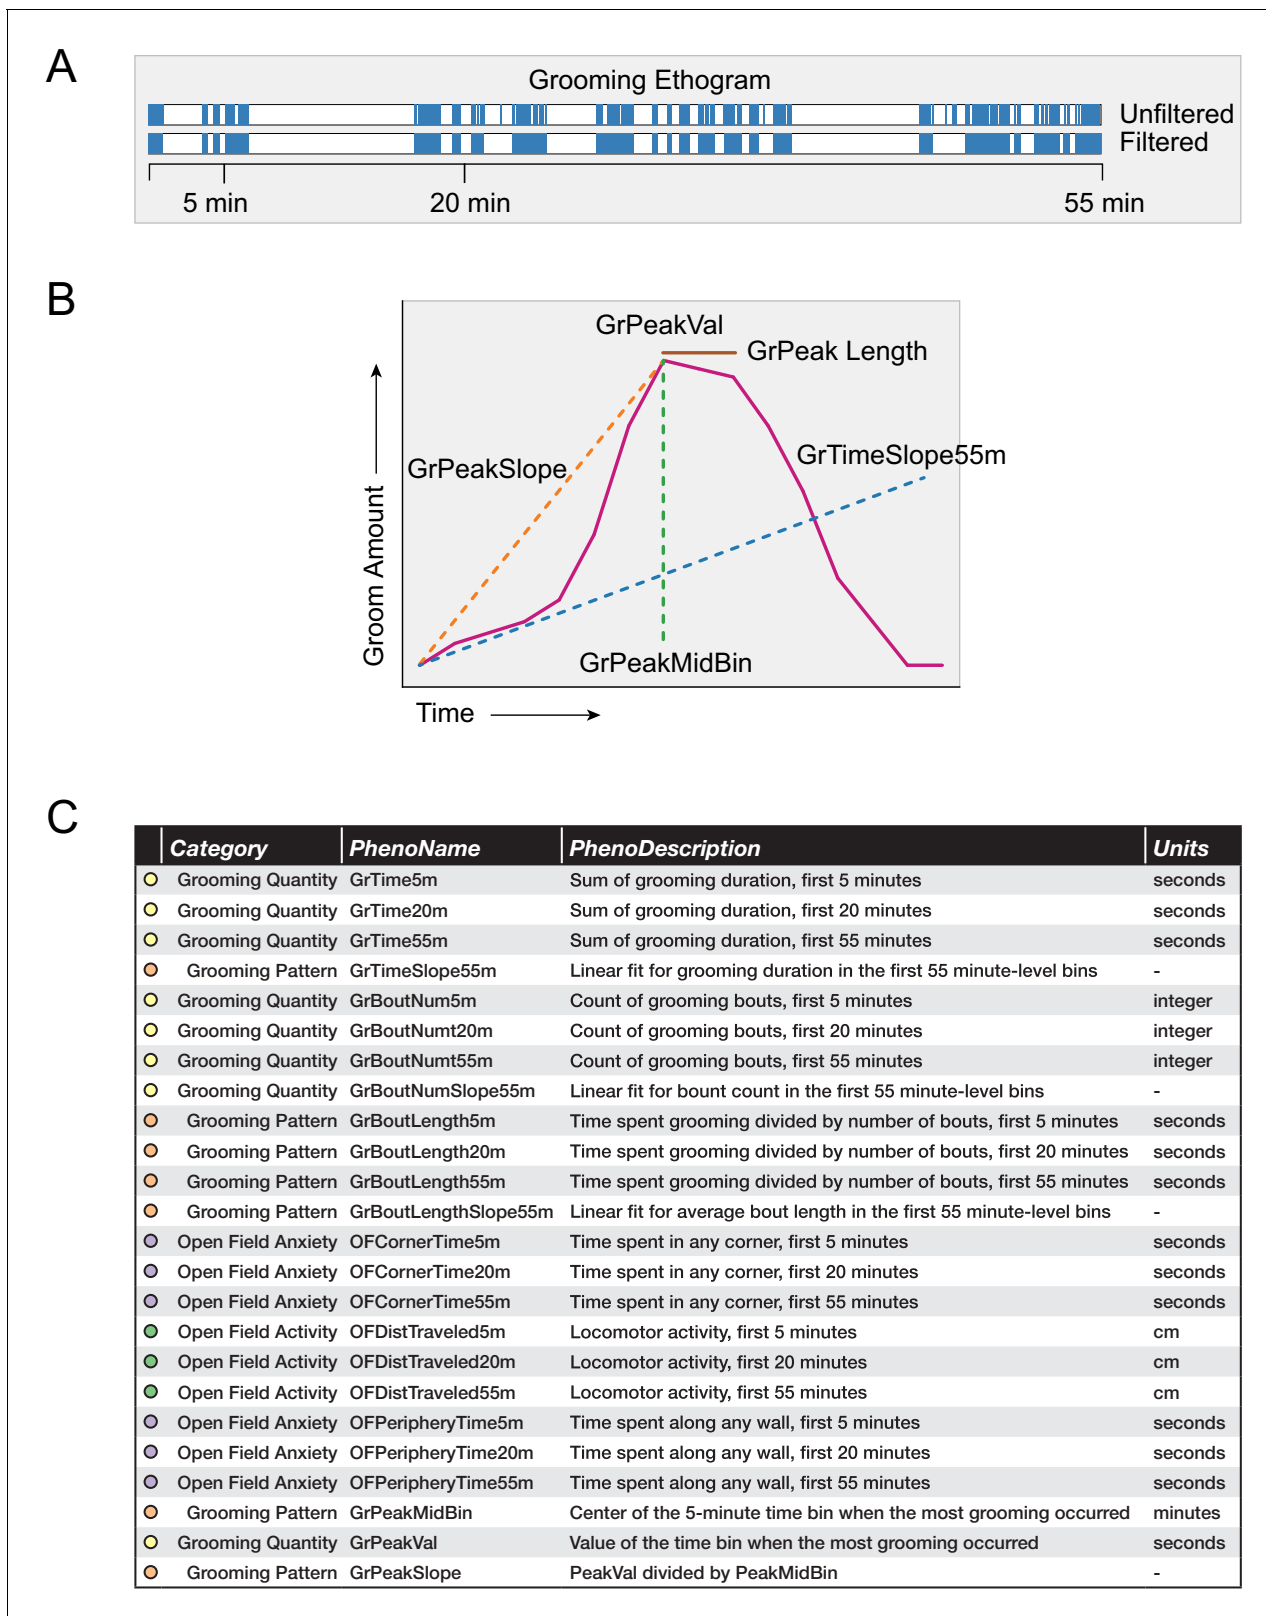 A
Grooming Ethogram
Unfiltered
Filtered
5 min 20 min 55 min
B
GrPeakVal
GrPeak Length
GrTimeSlope55m
GrPeakSlope
Groom Amount
GrPeakMidBin
Time
C
Category PhenoName PhenoDescription Units
Grooming Quantity GrTime5m Sum of grooming duration, first 5 minutes seconds
Grooming Quantity GrTime20m Sum of grooming duration, first 20 minutes seconds
Grooming Quantity GrTime55m Sum of grooming duration, first 55 minutes seconds
Grooming Pattern GrTimeSlope55m Linear fit for grooming duration in the first 55 minute-level bins -
Grooming Quantity GrBoutNum5m Count of grooming bouts, first 5 minutes integer
Grooming Quantity GrBoutNumt20m Count of grooming bouts, first 20 minutes integer
Grooming Quantity GrBoutNumt55m Count of grooming bouts, first 55 minutes integer
Grooming Quantity GrBoutNumSlope55m Linear fit for bount count in the first 55 minute-level bins -
Grooming Pattern GrBoutLength5m Time spent grooming divided by number of bouts, first 5 minutes seconds
Grooming Pattern GrBoutLength20m Time spent grooming divided by number of bouts, first 20 minutes seconds
Grooming Pattern GrBoutLength55m Time spent grooming divided by number of bouts, first 55 minutes seconds
Grooming Pattern GrBoutLengthSlope55m Linear fit for average bout length in the first 55 minute-level bins -
Open Field Anxiety OFCornerTime5m Time spent in any corner, first 5 minutes seconds
Open Field Anxiety OFCornerTime20m Time spent in any corner, first 20 minutes seconds
Open Field Anxiety OFCornerTime55m Time spent in any corner, first 55 minutes seconds
Open Field Activity OFDistTraveled5m Locomotor activity, first 5 minutes cm
Open Field Activity OFDistTraveled20m Locomotor activity, first 20 minutes cm
Open Field Activity OFDistTraveled55m Locomotor activity, first 55 minutes cm
Open Field Anxiety OFPeripheryTime5m Time spent along any wall, first 5 minutes seconds
Open Field Anxiety OFPeripheryTime20m Time spent along any wall, first 20 minutes seconds
Open Field Anxiety OFPeripheryTime55m Time spent along any wall, first 55 minutes seconds
Grooming Pattern GrPeakMidBin Center of the 5-minute time bin when the most grooming occurred minutes
Grooming Quantity GrPeakVal Value of the time bin when the most grooming occurred seconds
Grooming Pattern GrPeakSlope PeakVal divided by PeakMidBin -